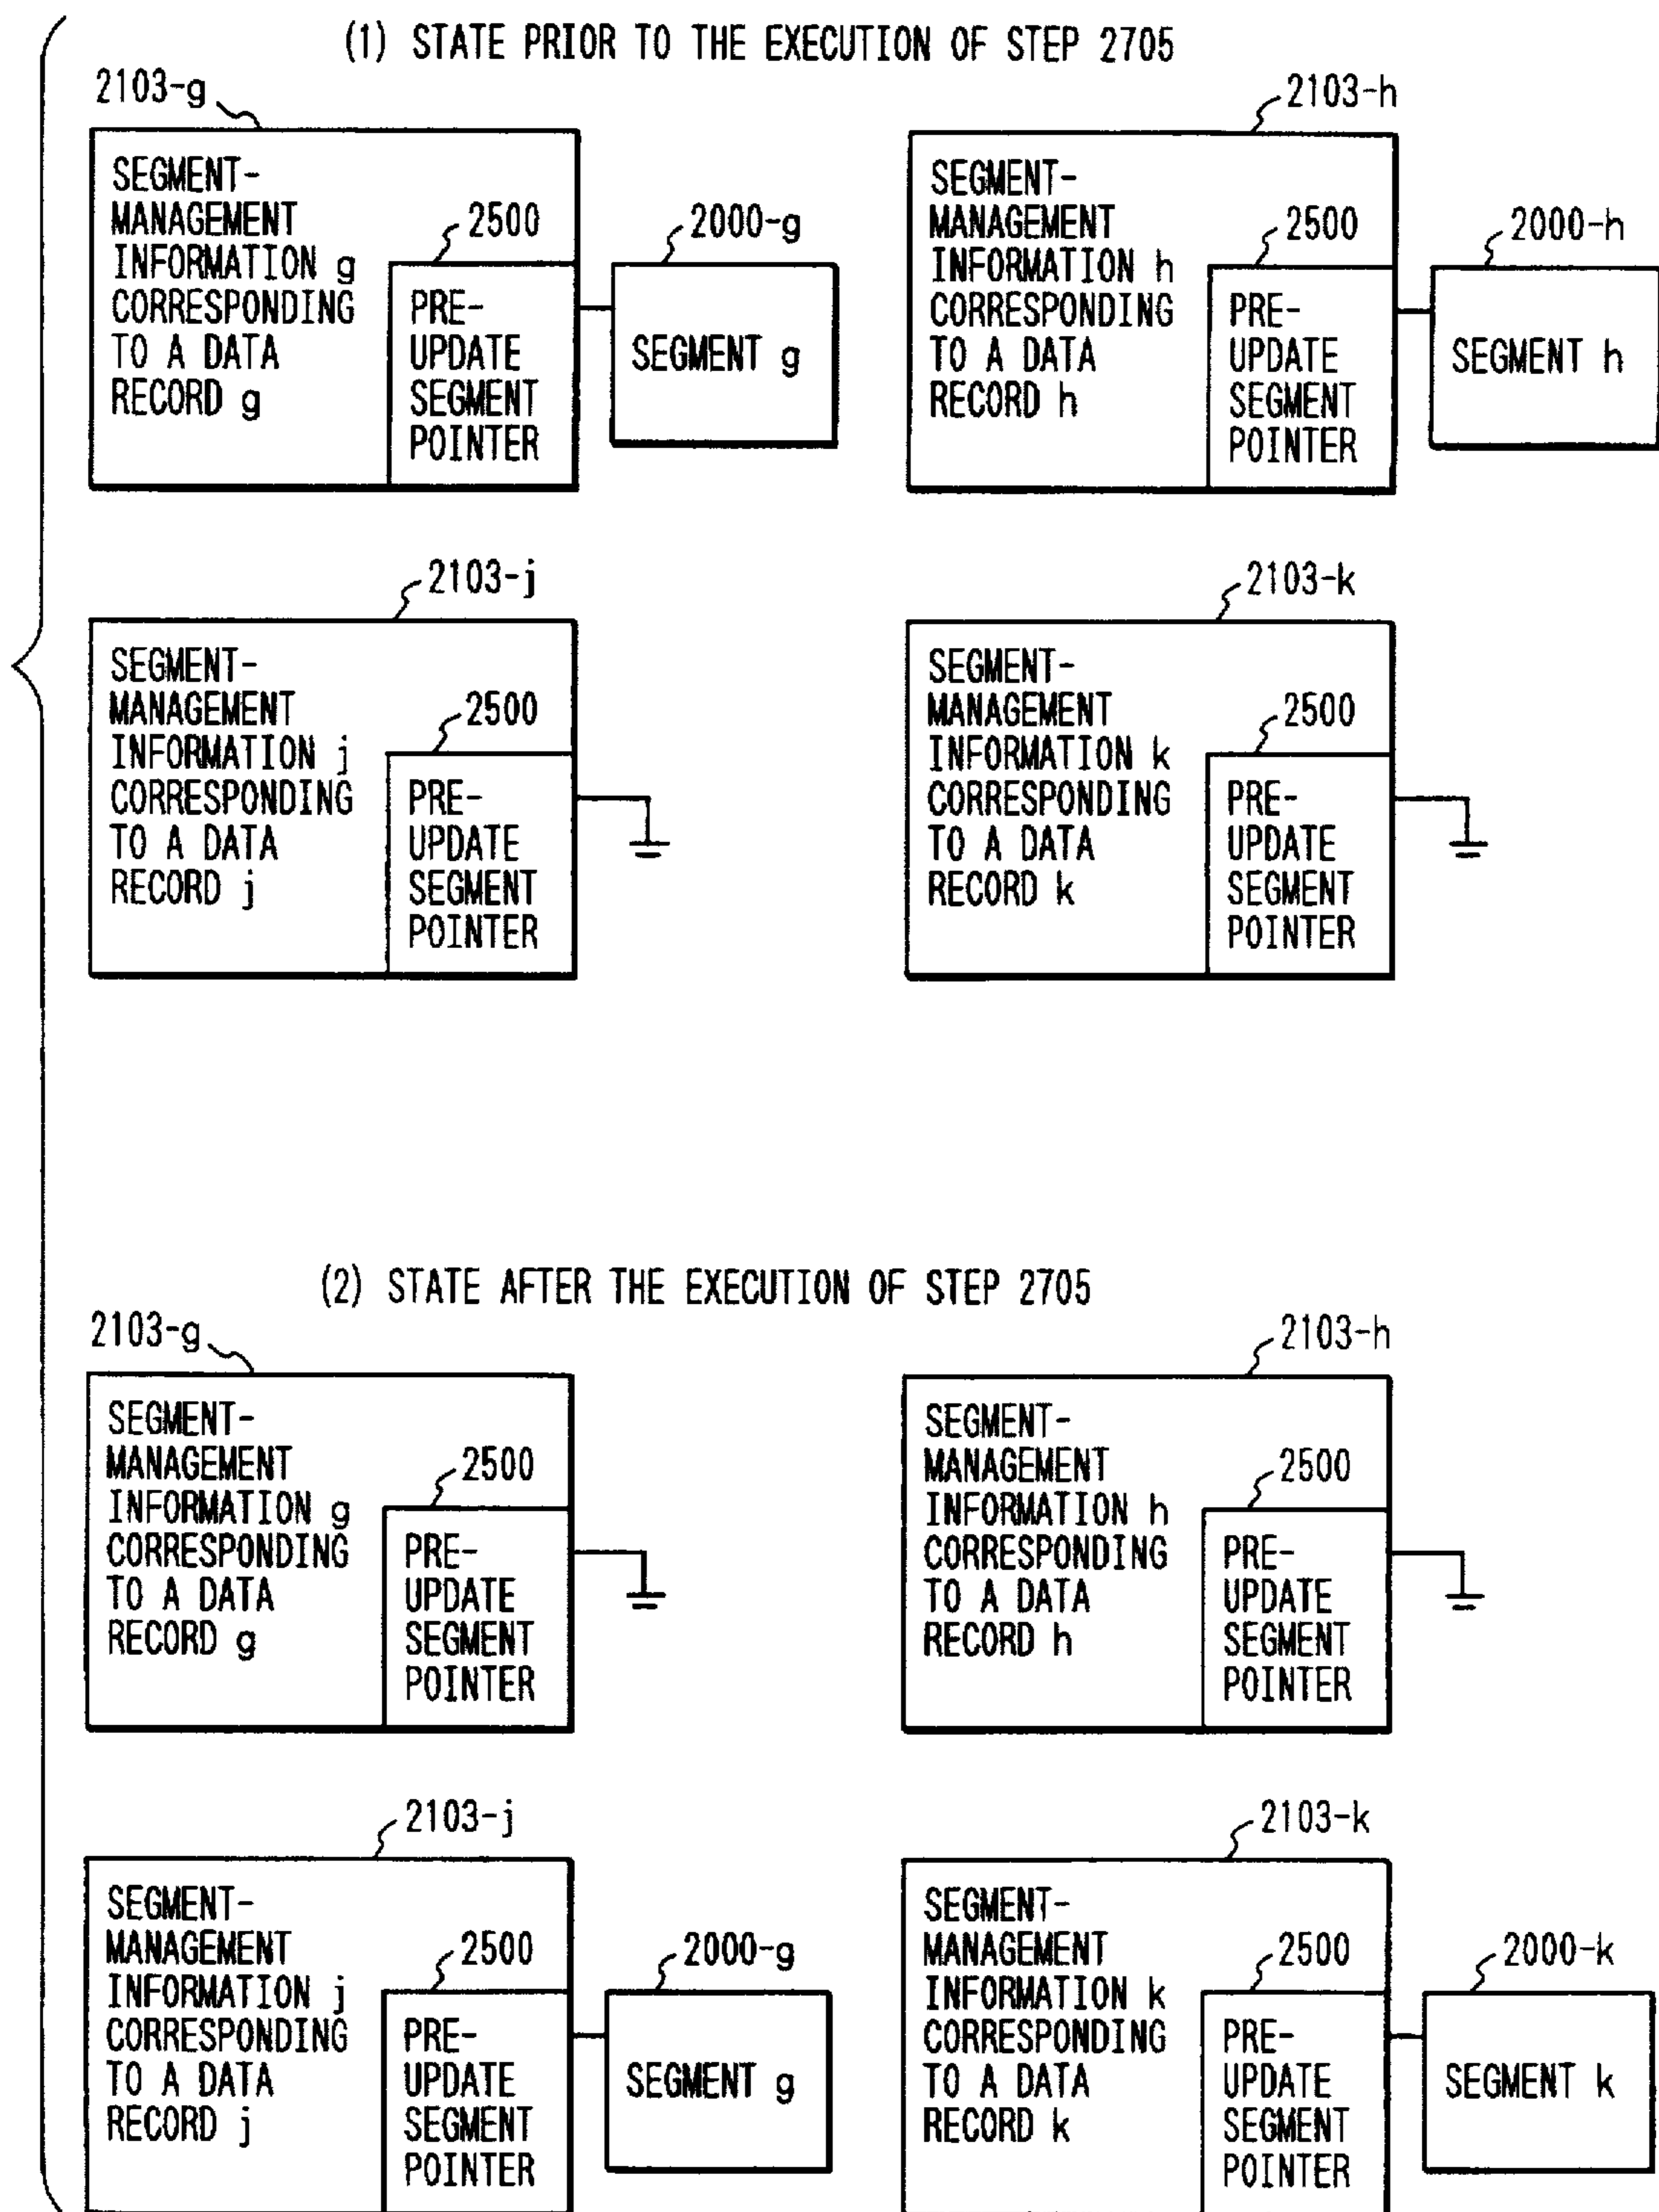 (1) STATE PRIOR TO THE EXECUTION OF STEP 2705
2103-g
SEGMENT-
MANAGEMENT
INFORMATION g
CORRESPONDING
TO A DATA
RECORD g
2500
PRE-
UPDATE
SEGMENT
POINTER
2000-g
SEGMENT g
2103-h
SEGMENT-
MANAGEMENT
INFORMATION h
CORRESPONDING
TO A DATA
RECORD h
2500
PRE-
UPDATE
SEGMENT
POINTER
2000-h
SEGMENT h
2103-j
SEGMENT-
MANAGEMENT
INFORMATION j
CORRESPONDING
TO A DATA
RECORD j
2500
PRE-
UPDATE
SEGMENT
POINTER
2103-k
SEGMENT-
MANAGEMENT
INFORMATION k
CORRESPONDING
TO A DATA
RECORD k
2500
PRE-
UPDATE
SEGMENT
POINTER
(2) STATE AFTER THE EXECUTION OF STEP 2705
2103-g
SEGMENT-
MANAGEMENT
INFORMATION g
CORRESPONDING
TO A DATA
RECORD g
2500
PRE-
UPDATE
SEGMENT
POINTER
2103-h
SEGMENT-
MANAGEMENT
INFORMATION h
CORRESPONDING
TO A DATA
RECORD h
2500
PRE-
UPDATE
SEGMENT
POINTER
2103-j
SEGMENT-
MANAGEMENT
INFORMATION j
CORRESPONDING
TO A DATA
RECORD j
2500
PRE-
UPDATE
SEGMENT
POINTER
2000-g
SEGMENT g
2103-k
SEGMENT-
MANAGEMENT
INFORMATION k
CORRESPONDING
TO A DATA
RECORD k
2500
PRE-
UPDATE
SEGMENT
POINTER
2000-k
SEGMENT k